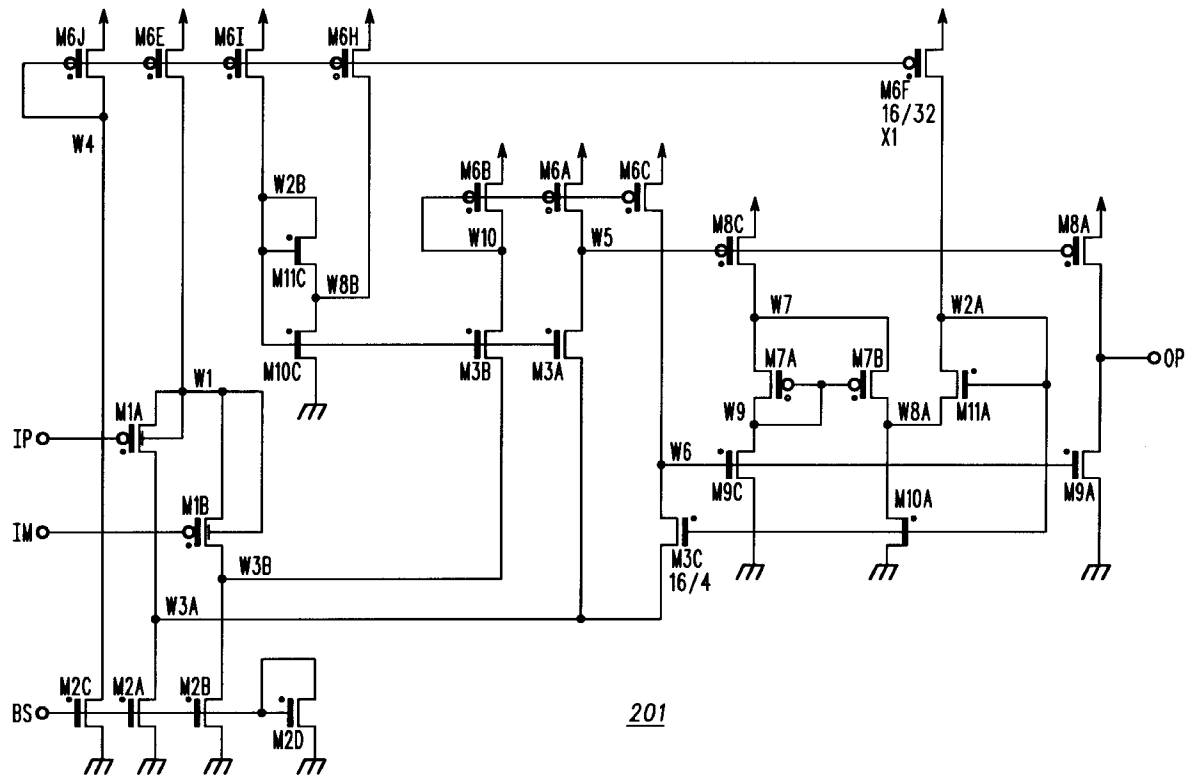 M6J M6E M6I M6H
M6F
16/32
X1
W4
M6B M6A M6C
W2B
M8C M8A
W10 W5
M11C
W8B
W7 W2A
M10C M3B M3A
M7A M7B
OP
W1
M1A
W9 W8A M11A
IP
W6
M9C M9A
M1B M10A
IM
M3C
16/4
W3B
W3A
M2C M2A M2B
BS
M2D
201